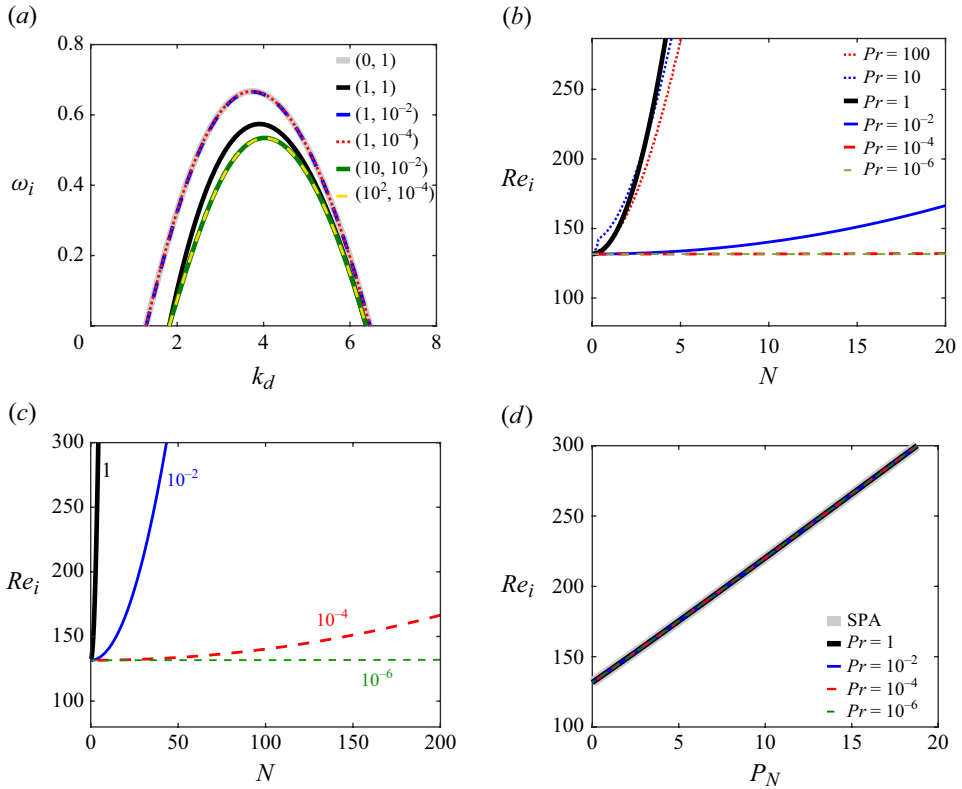 (a)
0.8
0.6
0.4
0.2
0
2
4
6
8
ω_i
k_d
(0, 1)
(1, 1)
(1, 10⁻²)
(1, 10⁻⁴)
(10, 10⁻²)
(10², 10⁻⁴)
(b)
250
200
150
100
0
5
10
15
20
Re_i
N
Pr = 100
Pr = 10
Pr = 1
Pr = 10⁻²
Pr = 10⁻⁴
Pr = 10⁻⁶
(c)
300
250
200
150
100
0
50
100
150
200
Re_i
N
1
10⁻²
10⁻⁴
10⁻⁶
(d)
300
250
200
150
100
0
5
10
15
20
Re_i
P_N
SPA
Pr = 1
Pr = 10⁻²
Pr = 10⁻⁴
Pr = 10⁻⁶